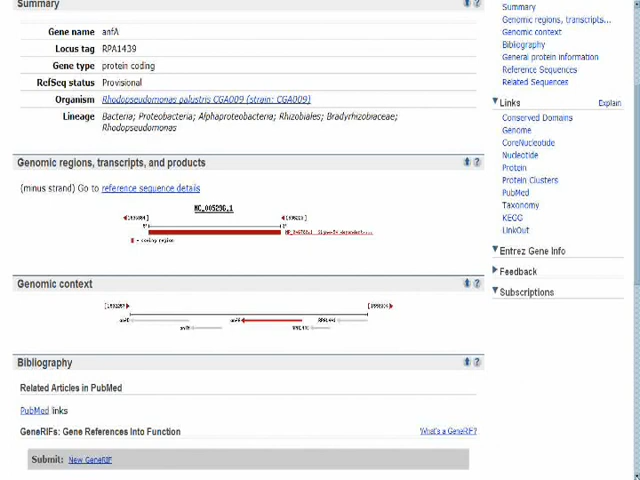 Summary
Gene name anfA
Locus tag RPA1439
Gene type protein coding
RefSeq status Provisional
Organism Rhodopseudomonas palustris CGA009 (strain: CGA009)
Lineage Bacteria; Proteobacteria; Alphaproteobacteria; Rhizobiales; Bradyrhizobiaceae;
Rhodopseudomonas
Genomic regions, transcripts, and products
(minus strand) Go to reference sequence details
NC_005296.1
5'
3'
- coding region
Genomic context
Bibliography
Related Articles in PubMed
PubMed links
GeneRIFs: Gene References Into Function What's a GeneRIF?
Submit: New GeneRIF
Summary
Genomic regions, transcripts...
Genomic context
Bibliography
General protein information
Reference Sequences
Related Sequences
Links Explain
Conserved Domains
Genome
CoreNucleotide
Nucleotide
Protein
Protein Clusters
PubMed
Taxonomy
KEGG
LinkOut
Entrez Gene Info
Feedback
Subscriptions